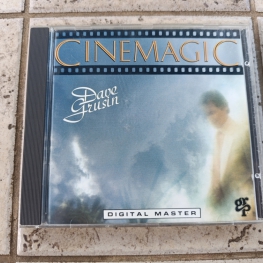 CINEMAGIC
Dave
Grusin
DIGITAL MASTER
grp